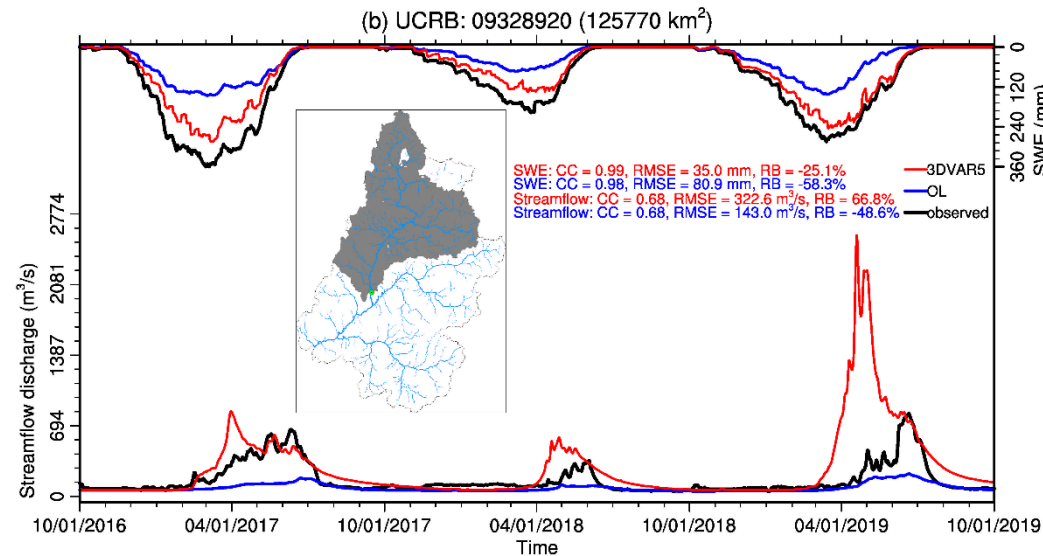 (b) UCRB: 09328920 (125770 km²)
0
120
240
360
SWE (mm)
SWE: CC = 0.99, RMSE = 35.0 mm, RB = -25.1%
SWE: CC = 0.98, RMSE = 80.9 mm, RB = -58.3%
Streamflow: CC = 0.68, RMSE = 322.6 m³/s, RB = 66.8%
Streamflow: CC = 0.68, RMSE = 143.0 m³/s, RB = -48.6%
3DVAR5
OL
observed
Streamflow discharge (m³/s)
2774
2081
1387
694
0
10/01/2016
04/01/2017
10/01/2017
04/01/2018
10/01/2018
04/01/2019
10/01/2019
Time